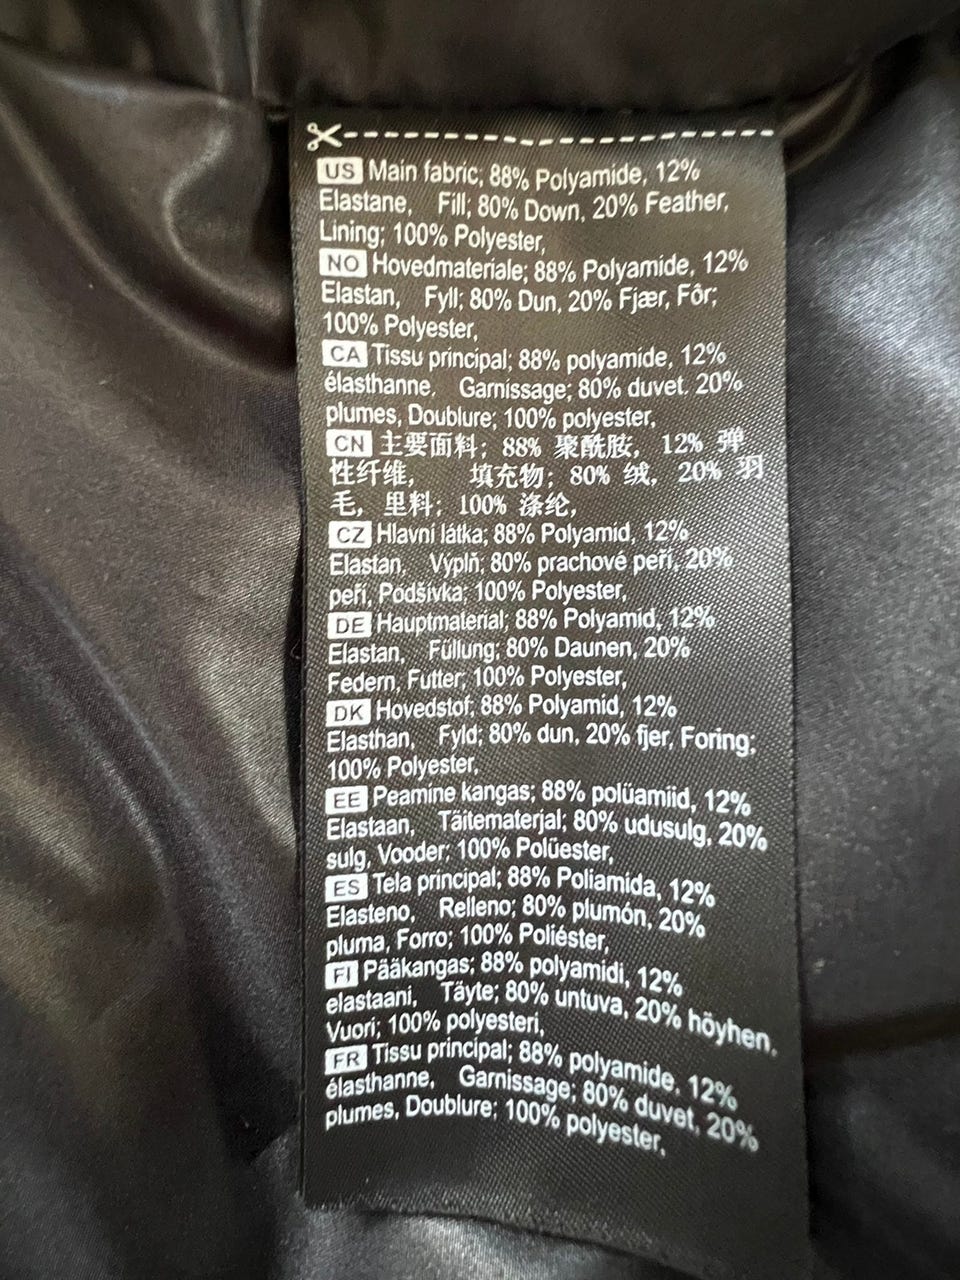 US Main fabric; 88% Polyamide, 12%
Elastane, Fill; 80% Down, 20% Feather,
Lining; 100% Polyester,
NO Hovedmateriale; 88% Polyamide, 12%
Elastan, Fyll; 80% Dun, 20% Fjær, Fôr;
100% Polyester,
CA Tissu principal; 88% polyamide, 12%
élasthanne, Garnissage; 80% duvet. 20%
plumes, Doublure; 100% polyester,
CN 主要面料; 88% 聚酰胺, 12% 弹
性纤维, 填充物; 80% 绒, 20% 羽
毛, 里料; 100% 涤纶,
CZ Hlavní látka; 88% Polyamid, 12%
Elastan, Výplň; 80% prachové peří, 20%
peří, Podšívka; 100% Polyester,
DE Hauptmaterial; 88% Polyamid, 12%
Elastan, Füllung; 80% Daunen, 20%
Federn, Futter; 100% Polyester,
DK Hovedstof; 88% Polyamid, 12%
Elasthan, Fyld; 80% dun, 20% fjer, Foring;
100% Polyester,
EE Peamine kangas; 88% polüamiid, 12%
Elastaan, Täitematerjal; 80% udusulg, 20%
sulg, Vooder; 100% Polüester,
ES Tela principal; 88% Poliamida, 12%
Elasteno, Relleno; 80% plumón, 20%
pluma, Forro; 100% Poliéster,
FI Pääkangas; 88% polyamidi, 12%
elastaani, Täyte; 80% untuva, 20% höyhen.
Vuori; 100% polyesteri,
FR Tissu principal; 88% polyamide, 12%
élasthanne, Garnissage; 80% duvet, 20%
plumes, Doublure; 100% polyester,